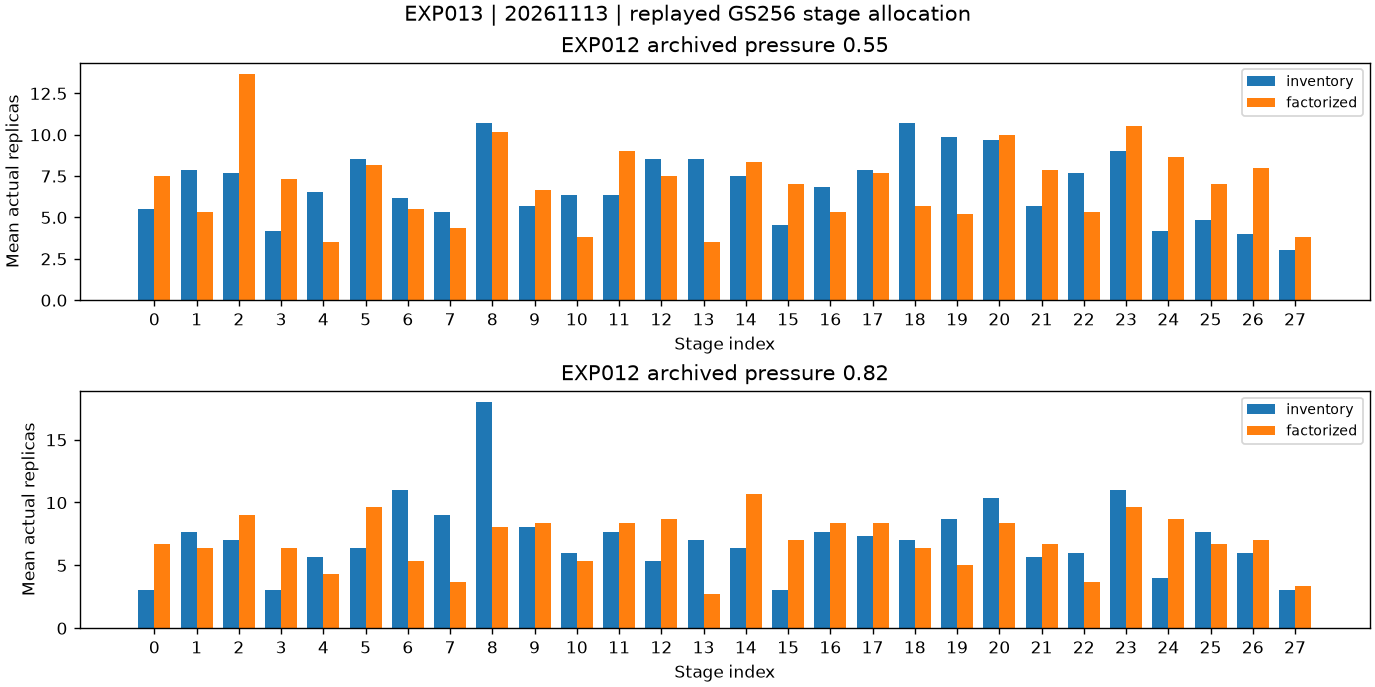 EXP013 | 20261113 | replayed GS256 stage allocation
EXP012 archived pressure 0.55
Mean actual replicas
12.5
10.0
7.5
5.0
2.5
0.0
inventory
factorized
0 1 2 3 4 5 6 7 8 9 10 11 12 13 14 15 16 17 18 19 20 21 22 23 24 25 26 27
Stage index
EXP012 archived pressure 0.82
Mean actual replicas
15
10
5
0
inventory
factorized
0 1 2 3 4 5 6 7 8 9 10 11 12 13 14 15 16 17 18 19 20 21 22 23 24 25 26 27
Stage index